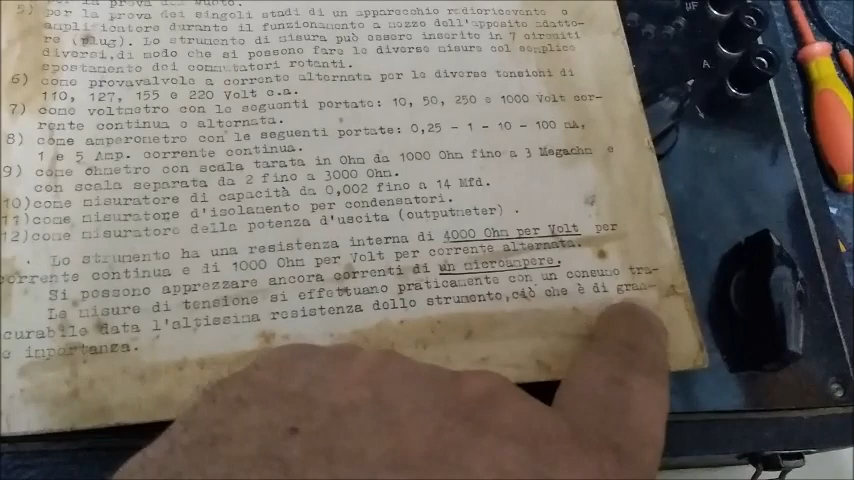 per la prova del vuoto.
5) per la prova dei singoli stadi di un apparecchio radioricevente o
amplificatore durante il funzionamento a mezzo dell'apposito adatto-
re (plug). Lo strumento di misura può essere inserito in 7 circuiti
diversi,di modo che si possono fare le diverse misure col semplice
spostamento dei commutatori rotanti.
6) come provavalvole a corrente alternata per le diverse tensioni di
110, 127, 155 e 220 Volt c.a.
7) come voltmetro con le seguenti portate: 10, 50, 250 e 1000 Volt cor-
rente continua e alternata.
8) come amperometro con le seguenti portate: 0,25 - 1 - 10 - 100 mA,
1 e 5 Amp. corrente continua.
9) come ohmetro con scala tarata in Ohm da 1000 Ohm fino a 3 Megaohm e
con scala separata da 2 fino a 3000 Ohm.
10)come misuratore di capacità da 0,002 fino a 14 Mfd.
11)come misuratore d'isolamento per condensatori.
12)come misuratore della potenza d'uscita (outputmeter) .
Lo strumento ha una resistenza interna di 4000 Ohm per Volt per
corrente continua e di 1000 Ohm per Volt per corrente alternata.
Si possono apprezzare ancora correnti di un microampere.
Le misure di tensione si effettuano praticamente con un consumo tra-
curabile data l'altissima resistenza dello strumento,ciò che è di gran-
e importanza.
µF
A